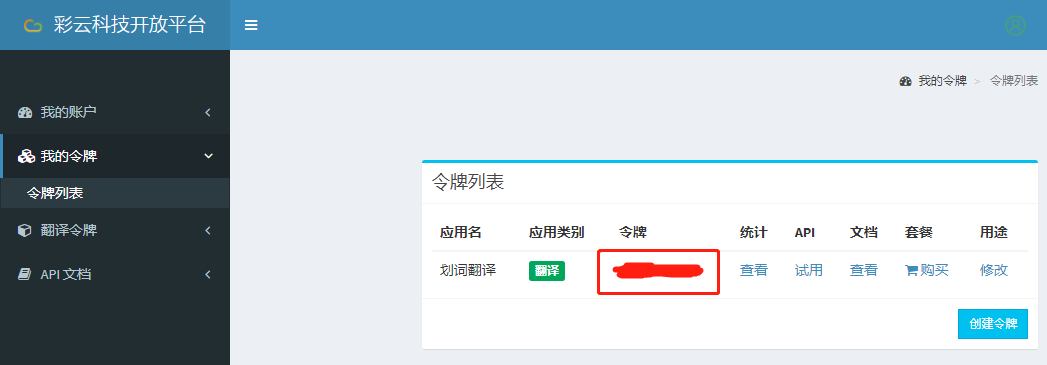 彩云科技开放平台
我的令牌 > 令牌列表
我的账户
我的令牌
令牌列表
翻译令牌
API 文档
令牌列表
应用名 应用类别 令牌 统计 API 文档 套餐 用途
划词翻译 翻译 查看 试用 查看 购买 修改
创建令牌